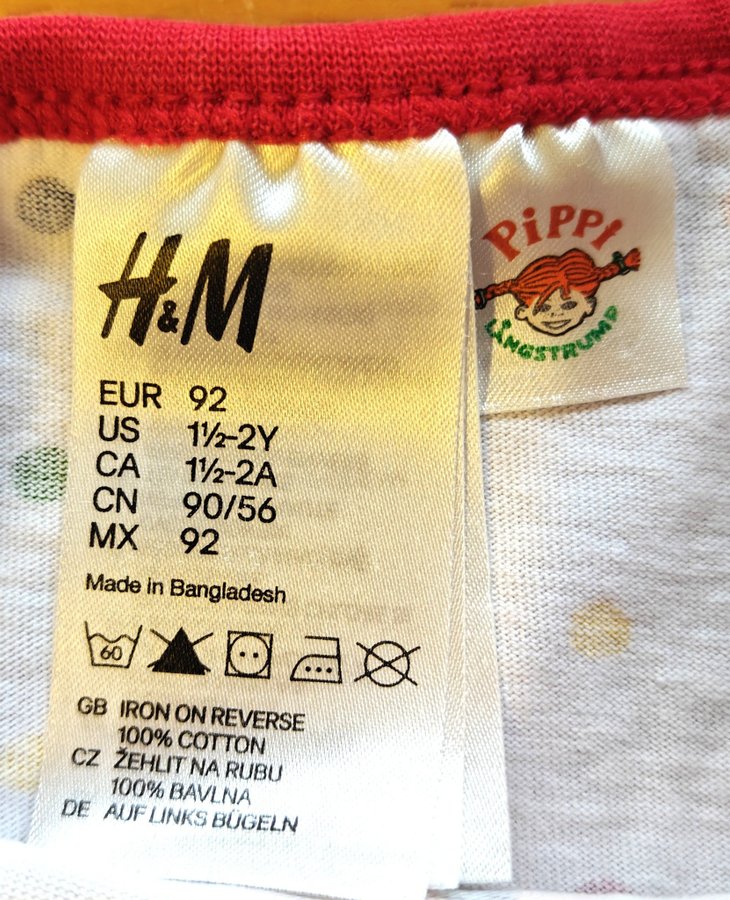 H&M
EUR 92
US 1½-2Y
CA 1½-2A
CN 90/56
MX 92
Made in Bangladesh
60
GB IRON ON REVERSE
100% COTTON
CZ ŽEHLIT NA RUBU
100% BAVLNA
DE AUF LINKS BÜGELN
PiPPi
LÅNGSTRUMP